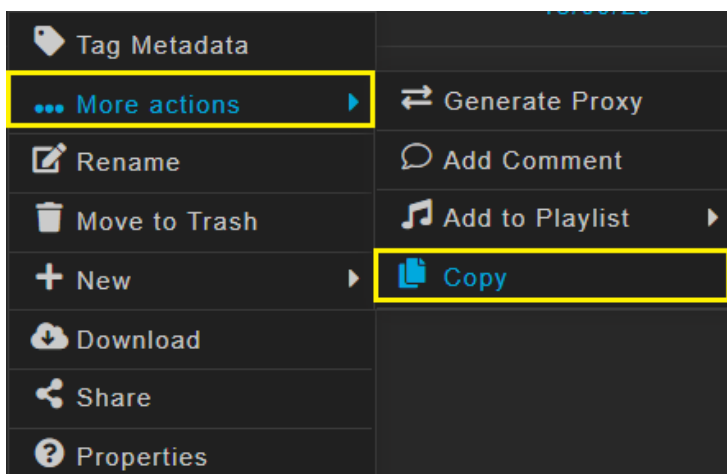 Tag Metadata
More actions
Rename
Move to Trash
New
Download
Share
Properties
Generate Proxy
Add Comment
Add to Playlist
Copy